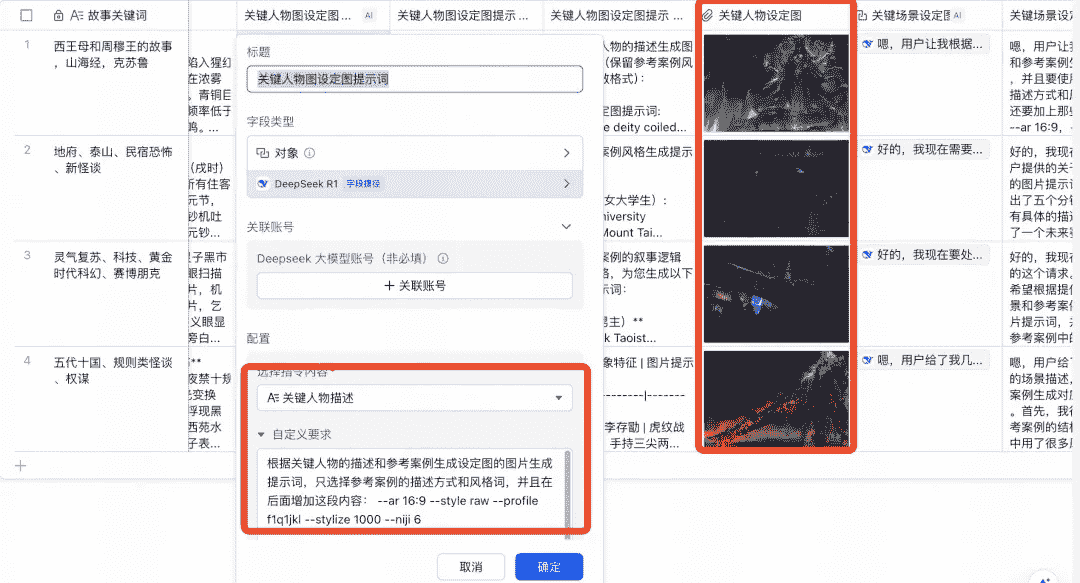 故事关键词
关键人物图设定图... AI
关键人物图设定图提示 ...
关键人物图设定图提示词 ...
关键人物设定图
关键场景设定图 AI
关键场景设
1
西王母和周穆王的故事
，山海经，克苏鲁
陷入猩红
在浓雾
。青铜巨
频率低于
鸣。...
2
地府、泰山、民宿恐怖
、新怪谈
（戌时）
所有住客
元节，
钞机吐
元钞...
3
灵气复苏、科技、黄金
时代科幻、赛博朋克
子黑市
眼扫描
片，机
片，乞
义眼显
旁白...
4
五代十国、规则类怪谈
、权谋
**
夜禁十规
变换
浮现黑
西苑水
子表...
标题
关键人物图设定图提示词
字段类型
对象
DeepSeek R1 字段捷径
关联账号
Deepseek 大模型账号（非必填）
+ 关联账号
配置
选择指令内容*
关键人物描述
自定义要求
根据关键人物的描述和参考案例生成设定图的图片生成
提示词，只选择参考案例的描述方式和风格词，并且在
后面增加这段内容： --ar 16:9 --style raw --profile
f1q1jkl --stylize 1000 --niji 6
取消
确定
人物的描述生成图
（保留参考案例风
数格式）：
定图提示词:
e deity coiled...
案例风格生成提示
女大学生）：
niversity
Mount Tai...
案例的叙事逻辑
格，为您生成以下
示词：
男主）**
k Taoist...
象特征 | 图片提示
--------|-------
李存勖 | 虎纹战
手持三尖两...
嗯，用户让我根据...
好的，我现在需要...
好的，我现在要处...
嗯，用户给了我几...
嗯，用户让
和参考案例
，并且要使
描述方式和
还要加上那
--ar 16:9，
好的，我现在
户提供的关于
的图片提示词
出了五个分
有具体的描述
了一个未来
好的，我现在
的这个请求。
希望根据提
景和参考案例
片提示词，并
参考案例中的
嗯，用户给了
的场景描述，
案例生成对
。首先，我
考案例的结构
中用了很多